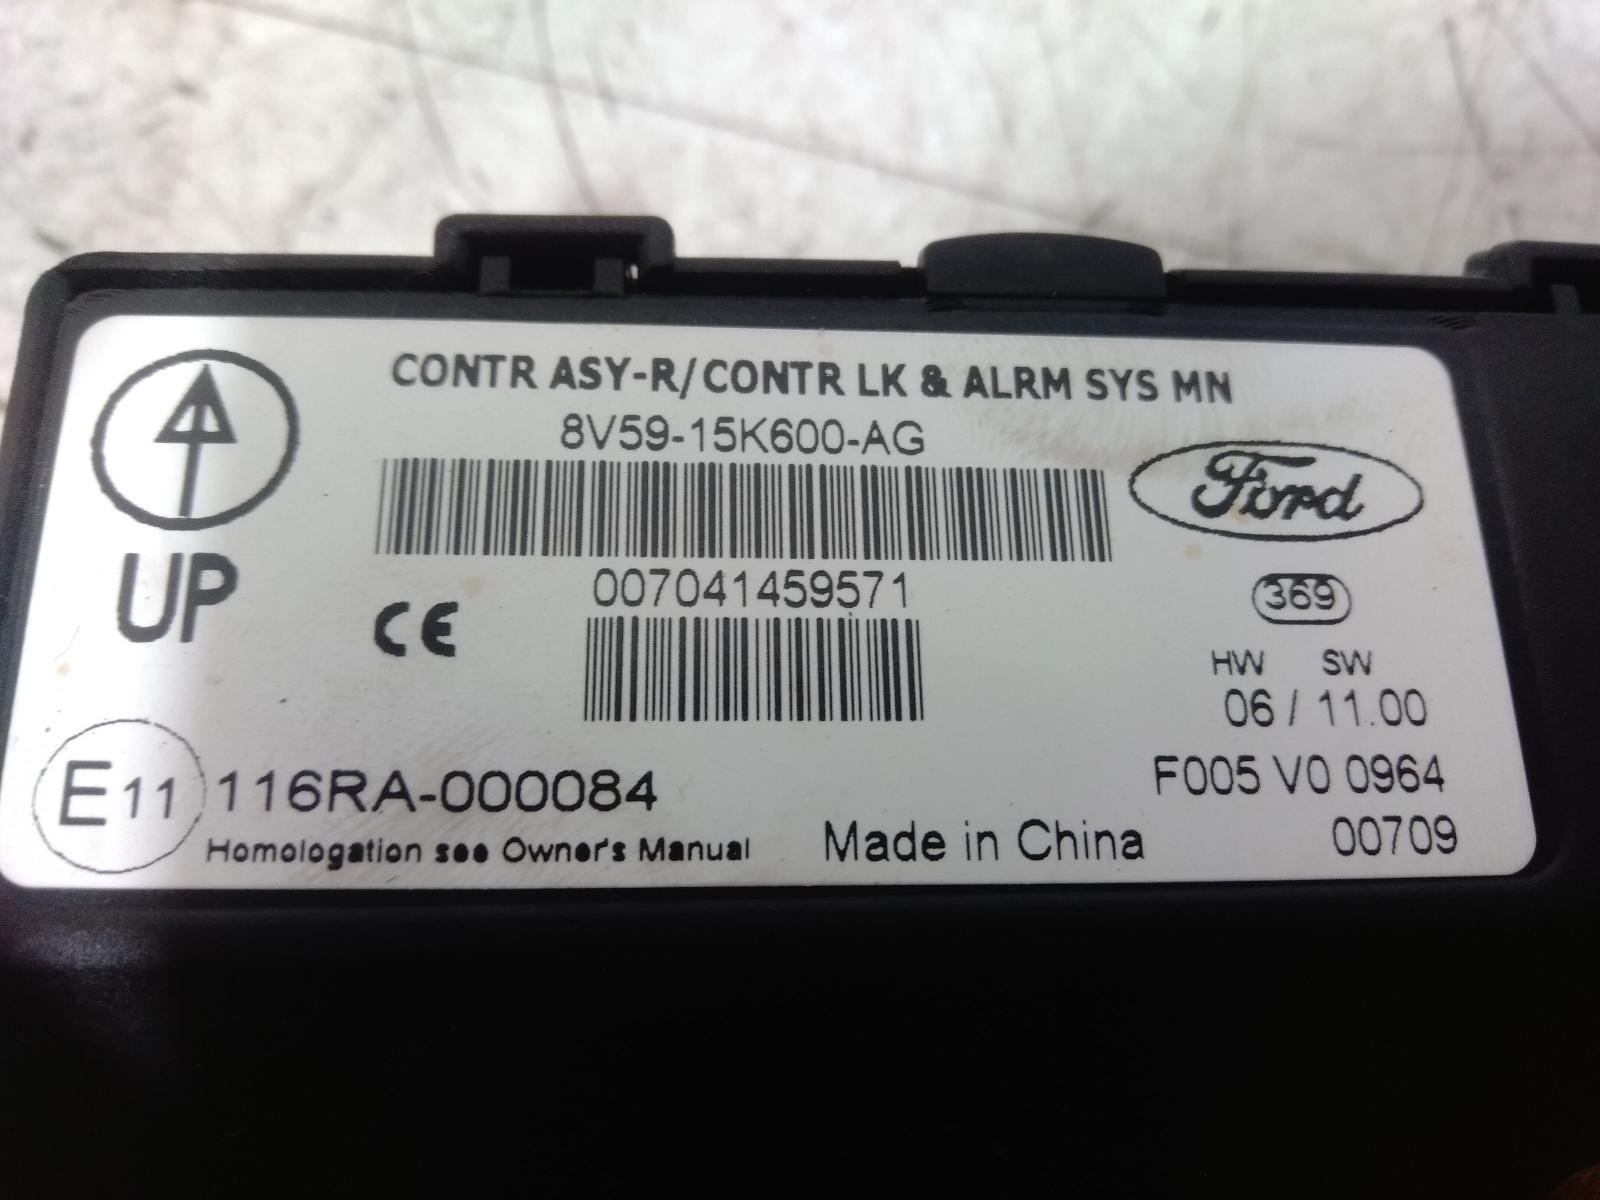 CONTR ASY-R/CONTR LK & ALRM SYS MN
8V59-15K600-AG
Ford
UP
CE
007041459571
369
HW SW
06 / 11.00
E11 116RA-000084
F005 V0 0964
Homologation see Owner's Manual
Made in China
00709